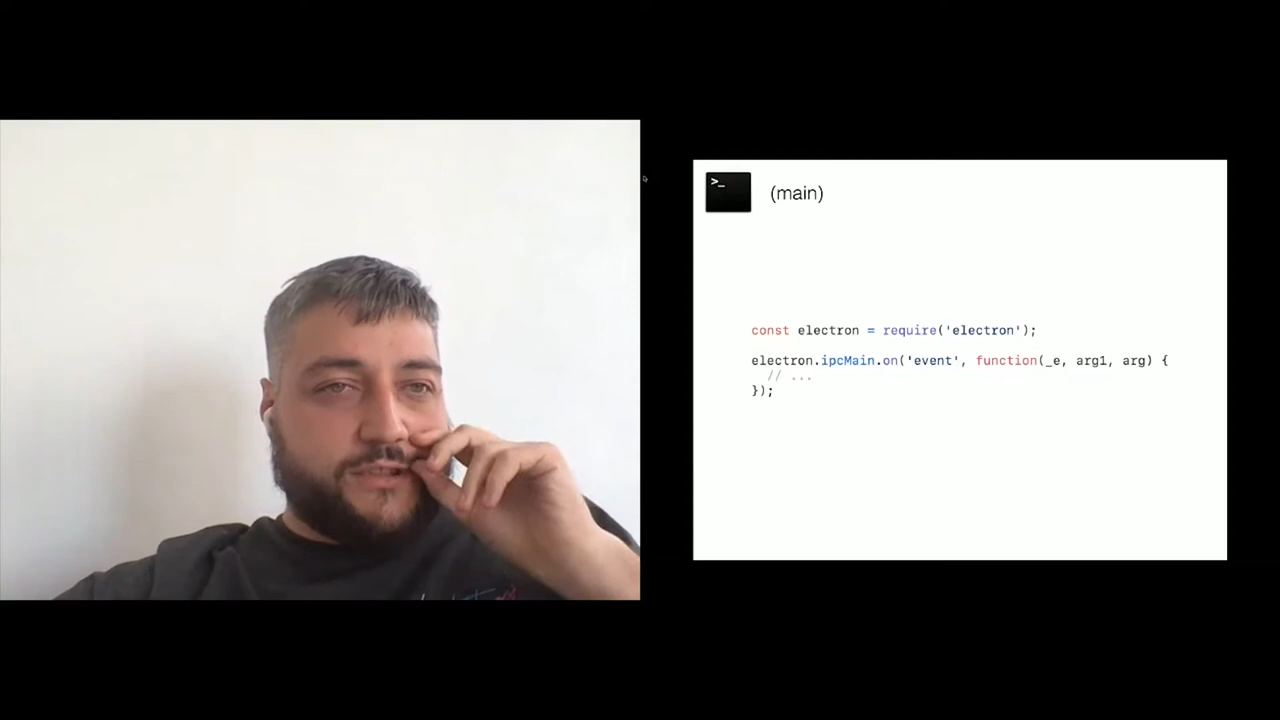 >_
(main)
const electron = require('electron');
electron.ipcMain.on('event', function(_e, arg1, arg) {
// ...
});